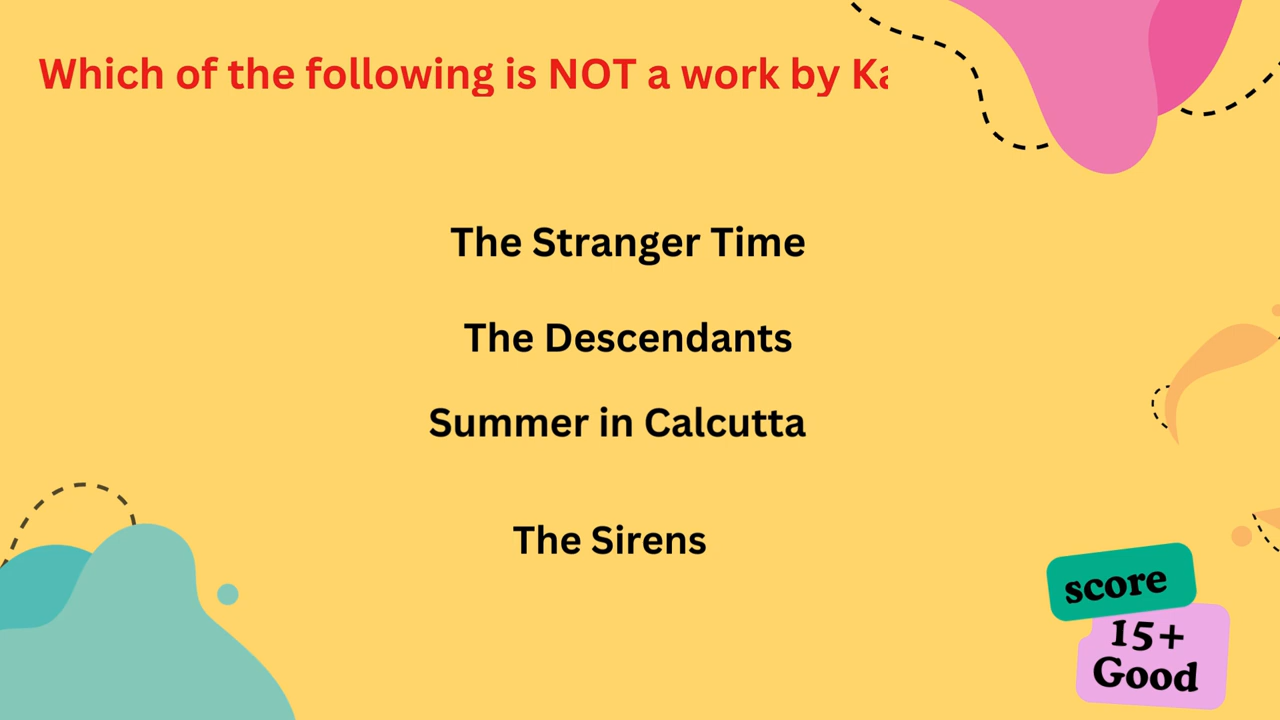 Which of the following is NOT a work by Ka
The Stranger Time
The Descendants
Summer in Calcutta
The Sirens
score
15+
Good